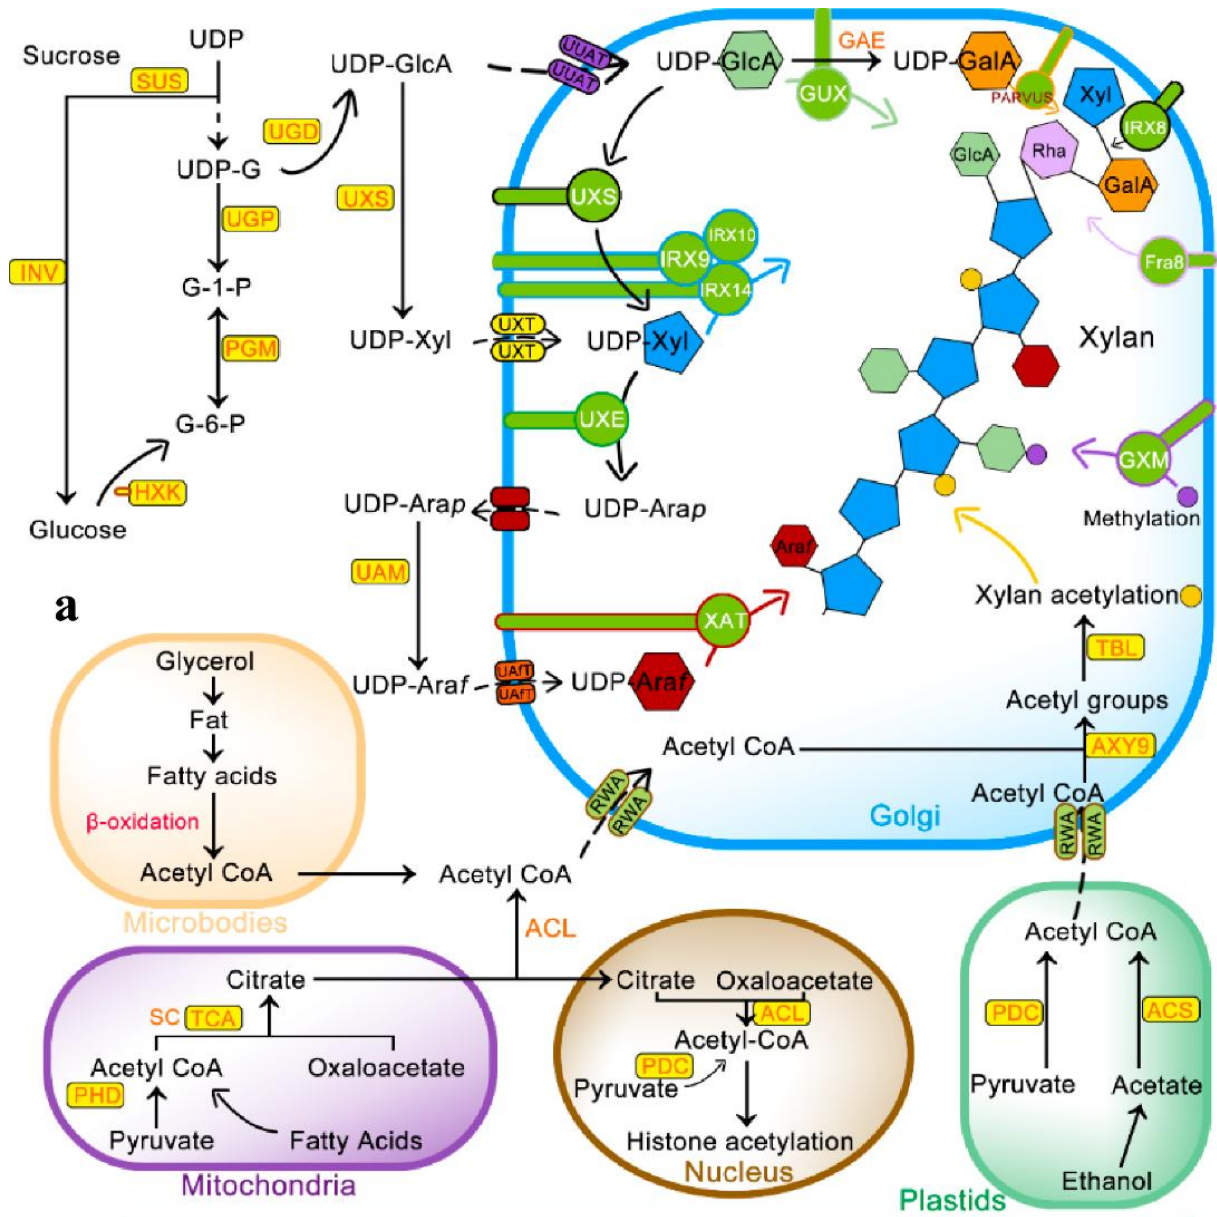 Sucrose
UDP
SUS
UDP-GlcA
UGD
UDP-G
UXS
UGP
INV
G-1-P
PGM
UDP-Xyl
G-6-P
HXK
Glucose
UDP-Arap
UAM
UDP-Araf
a
UUAT
UUAT
UDP-GlcA
GAE
UDP-GalA
GUX
PARVUS
Xyl
IRX8
GlcA
Rha
GalA
UXS
IRX10
IRX9
IRX14
Fra8
UXT
UXT
UDP-Xyl
Xylan
UXE
GXM
UDP-Arap
Methylation
Araf
Xylan acetylation
XAT
TBL
UAfT
UAfT
UDP-Araf
Acetyl groups
Acetyl CoA
AXY9
Acetyl CoA
RWA
RWA
Golgi
RWA
RWA
Glycerol
Fat
Fatty acids
β-oxidation
Acetyl CoA
Microbodies
Acetyl CoA
ACL
Citrate
SC TCA
Acetyl CoA
Oxaloacetate
PHD
Pyruvate
Fatty Acids
Mitochondria
Citrate
Oxaloacetate
ACL
Acetyl-CoA
PDC
Pyruvate
Histone acetylation
Nucleus
Acetyl CoA
PDC
ACS
Pyruvate
Acetate
Ethanol
Plastids